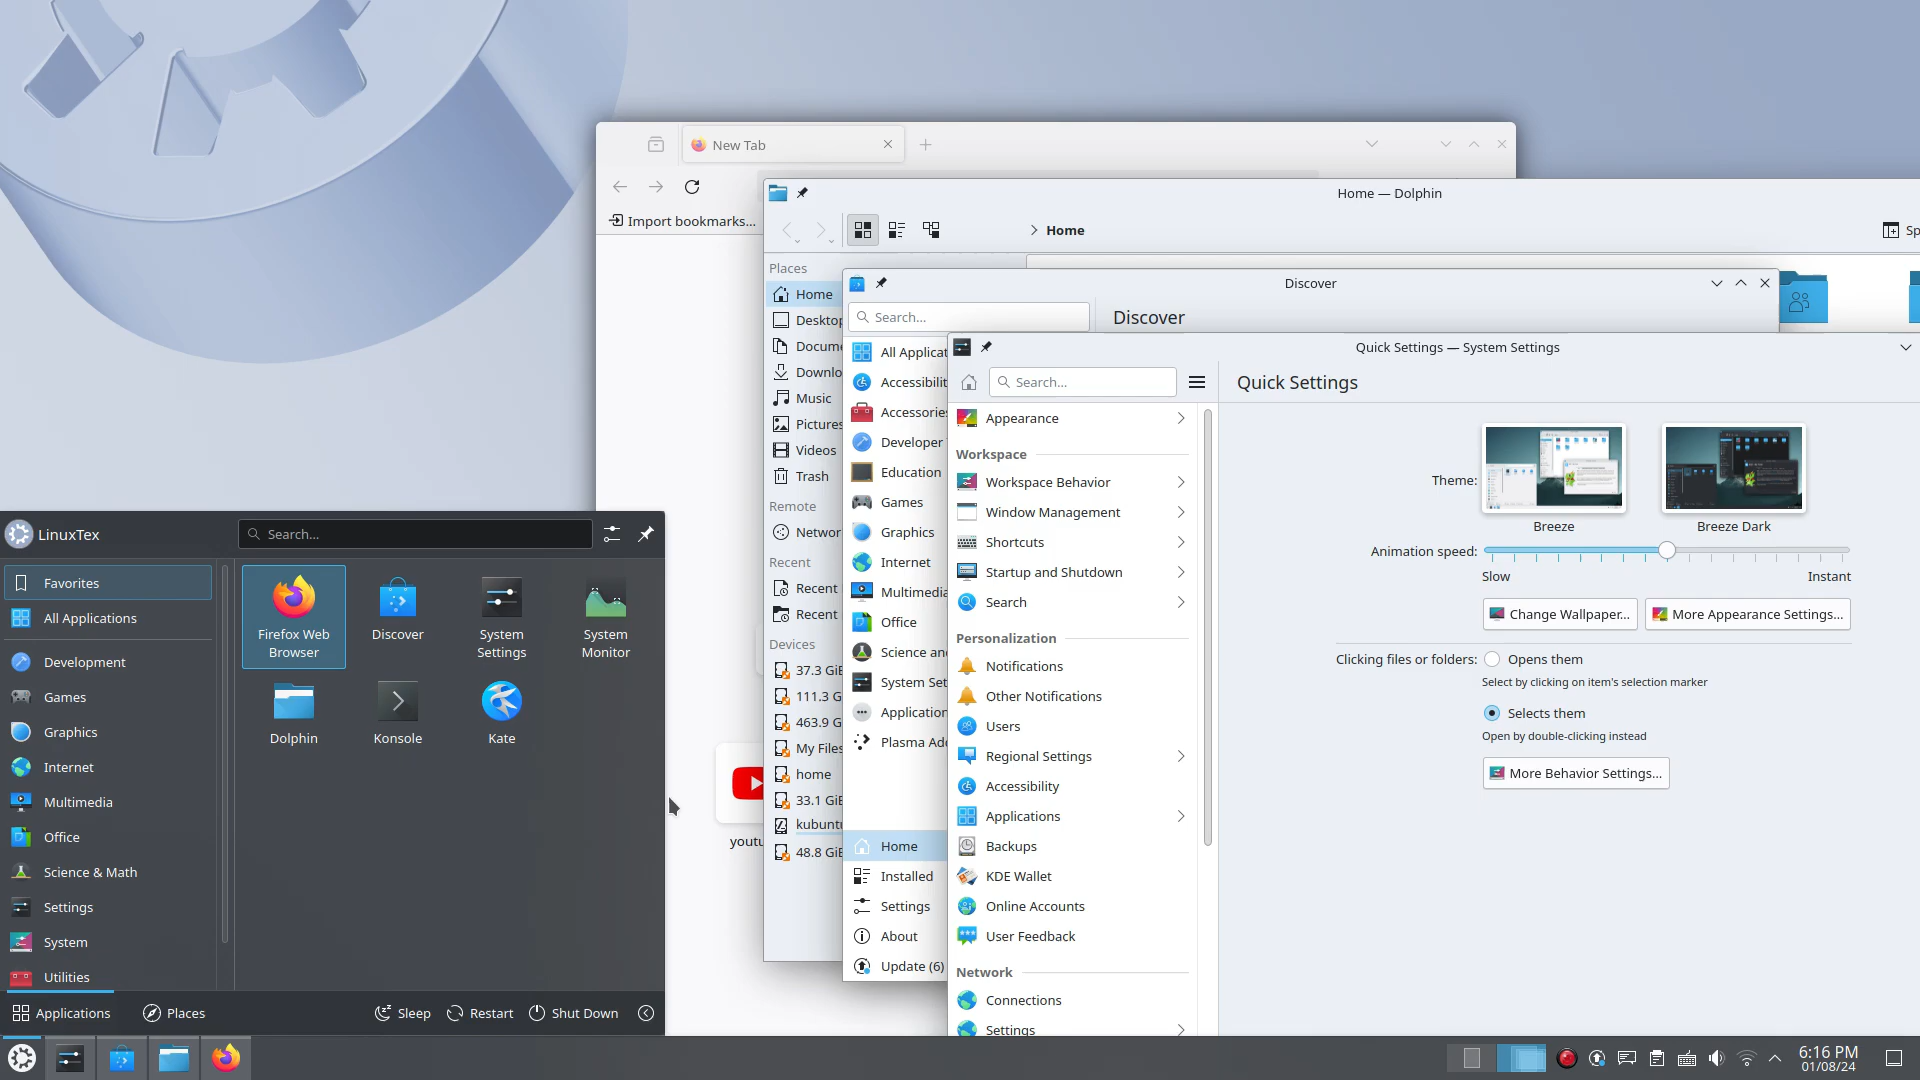 New Tab
Import bookmarks...
Home — Dolphin
Home
Sp
Places
Home
Desktop
Docume
Downlo
Music
Pictures
Videos
Trash
Remote
Networ
Recent
Recent
Recent
Devices
37.3 GiB
111.3 G
463.9 G
My Files
home
33.1 GiB
kubuntu
48.8 GiB
youtu
Discover
Search...
Discover
All Applicat
Accessibilit
Accessories
Developer
Education
Games
Graphics
Internet
Multimedia
Office
Science and
System Set
Application
Plasma Add
Home
Installed
Settings
About
Update (6)
Quick Settings — System Settings
Search...
Quick Settings
Appearance
Workspace
Workspace Behavior
Window Management
Shortcuts
Startup and Shutdown
Search
Personalization
Notifications
Other Notifications
Users
Regional Settings
Accessibility
Applications
Backups
KDE Wallet
Online Accounts
User Feedback
Network
Connections
Settings
Theme:
Breeze
Breeze Dark
Animation speed:
Slow
Instant
Change Wallpaper...
More Appearance Settings...
Clicking files or folders:
Opens them
Select by clicking on item's selection marker
Selects them
Open by double-clicking instead
More Behavior Settings...
LinuxTex
Search...
Favorites
All Applications
Development
Games
Graphics
Internet
Multimedia
Office
Science & Math
Settings
System
Utilities
Firefox Web
Browser
Discover
System
Settings
System
Monitor
Dolphin
Konsole
Kate
Applications
Places
Sleep
Restart
Shut Down
6:16 PM
01/08/24